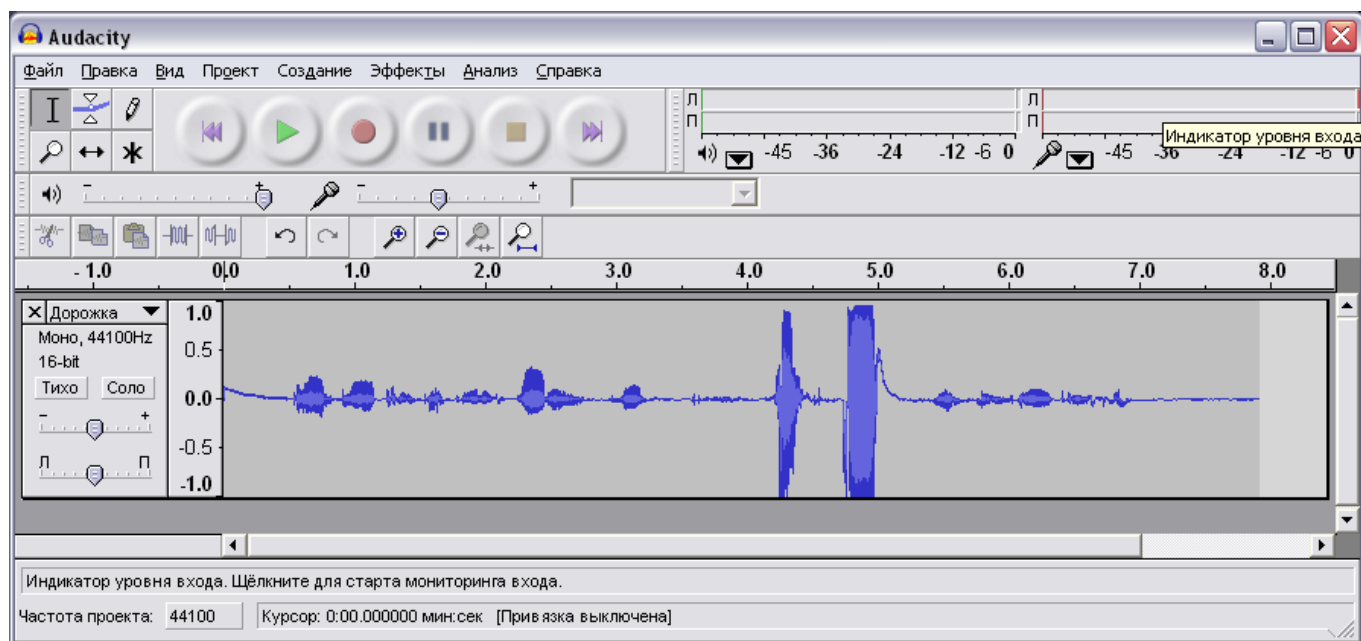 Audacity
Файл Правка Вид Проект Создание Эффекты Анализ Справка
Л Л
П П
Индикатор уровня входа
-45 -36 -24 -12 -6 0 -45 -36 -24 -12 -6 0
- + - +
- 1.0 0,0 1.0 2.0 3.0 4.0 5.0 6.0 7.0 8.0
Дорожка 1.0
Моно, 44100Hz
0.5
16-bit
Тихо Соло 0.0
- +
-0.5
Л П
-1.0
Индикатор уровня входа. Щёлкните для старта мониторинга входа.
Частота проекта: 44100 Курсор: 0:00.000000 мин:сек [Привязка выключена]